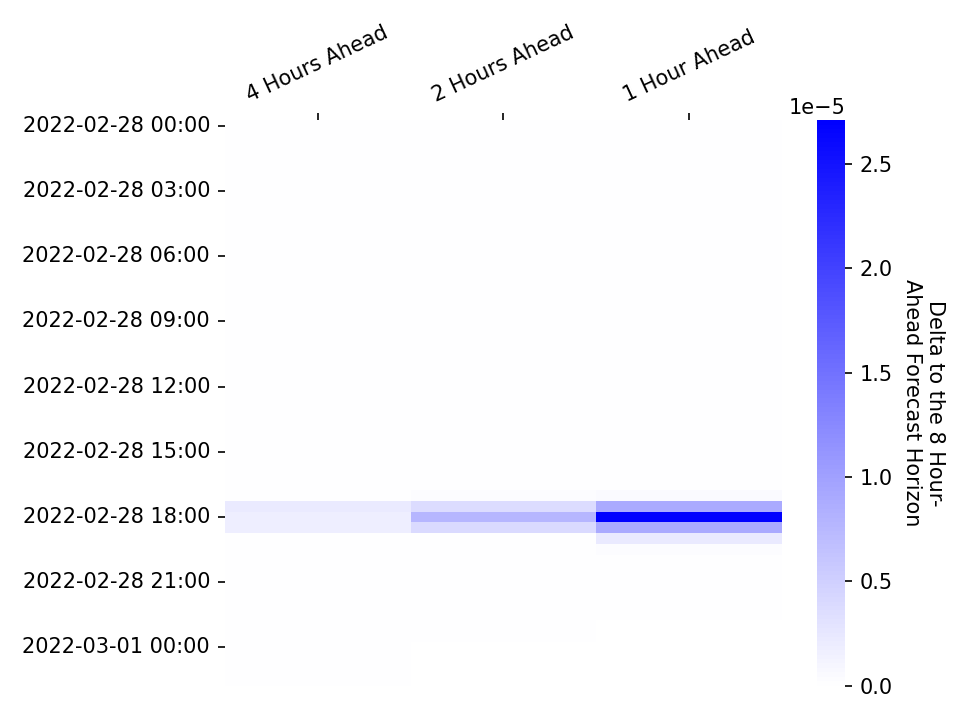 4 Hours Ahead
2 Hours Ahead
1 Hour Ahead
1e−5
2022-02-28 00:00
2022-02-28 03:00
2022-02-28 06:00
2022-02-28 09:00
2022-02-28 12:00
2022-02-28 15:00
2022-02-28 18:00
2022-02-28 21:00
2022-03-01 00:00
2.5
2.0
1.5
1.0
0.5
0.0
Delta to the 8 Hour-
Ahead Forecast Horizon